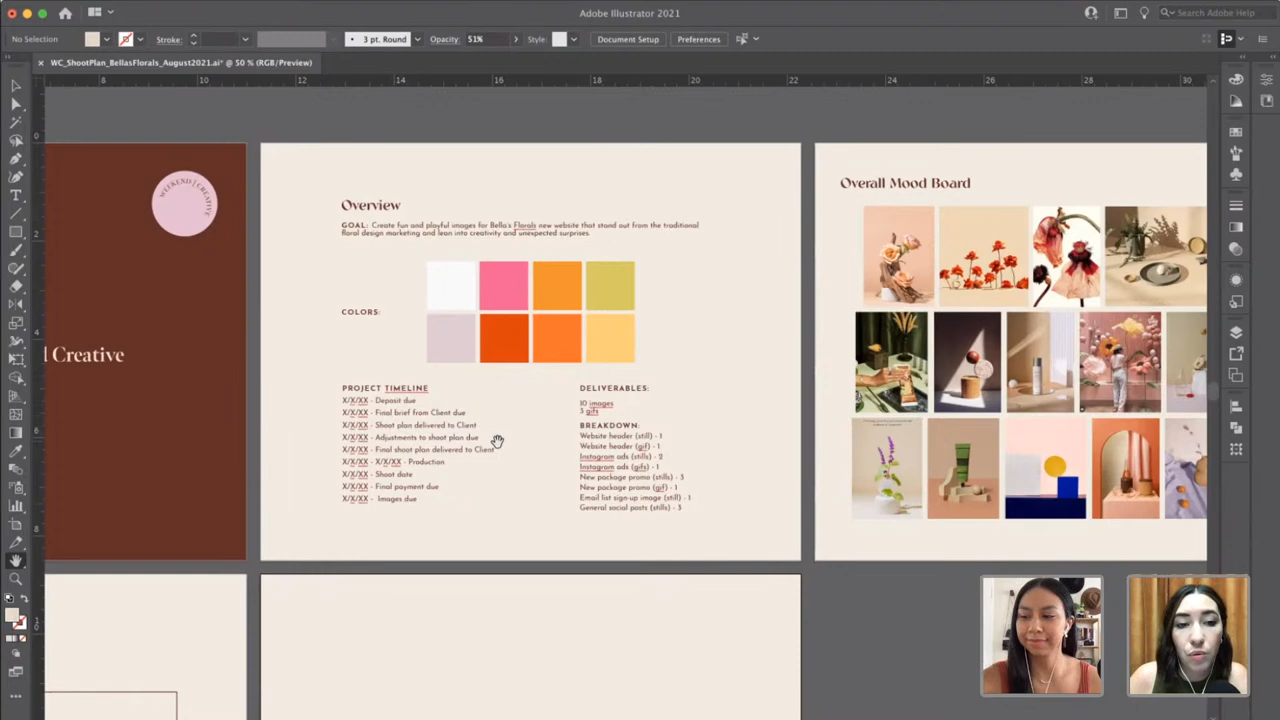 Adobe Illustrator 2021
Search Adobe Help
No Selection
Stroke:
3 pt. Round
Opacity:
51%
Style:
Document Setup
Preferences
WC_ShootPlan_BellasFlorals_August2021.ai* @ 50 % (RGB/Preview)
8 10 12 14 16 18 20 22 24 26 28 30
0
2
4
6
8
10
WEEKEND | CREATIVE
d Creative
Overview
GOAL: Create fun and playful images for Bella's Florals new website that stand out from the traditional
floral design marketing and lean into creativity and unexpected surprises.
COLORS:
PROJECT TIMELINE
X/X/XX - Deposit due
X/X/XX - Final brief from Client due
X/X/XX - Shoot plan delivered to Client
X/X/XX - Adjustments to shoot plan due
X/X/XX - Final shoot plan delivered to Client
X/X/XX - X/X/XX - Production
X/X/XX - Shoot date
X/X/XX - Final payment due
X/X/XX - Images due
DELIVERABLES:
10 images
3 gifs
BREAKDOWN:
Website header (still) - 1
Website header (gif) - 1
Instagram ads (stills) - 2
Instagram ads (gifs) - 1
New package promo (stills) - 3
New package promo (gif) - 1
Email list sign-up image (still) - 1
General social posts (stills) - 3
Overall Mood Board